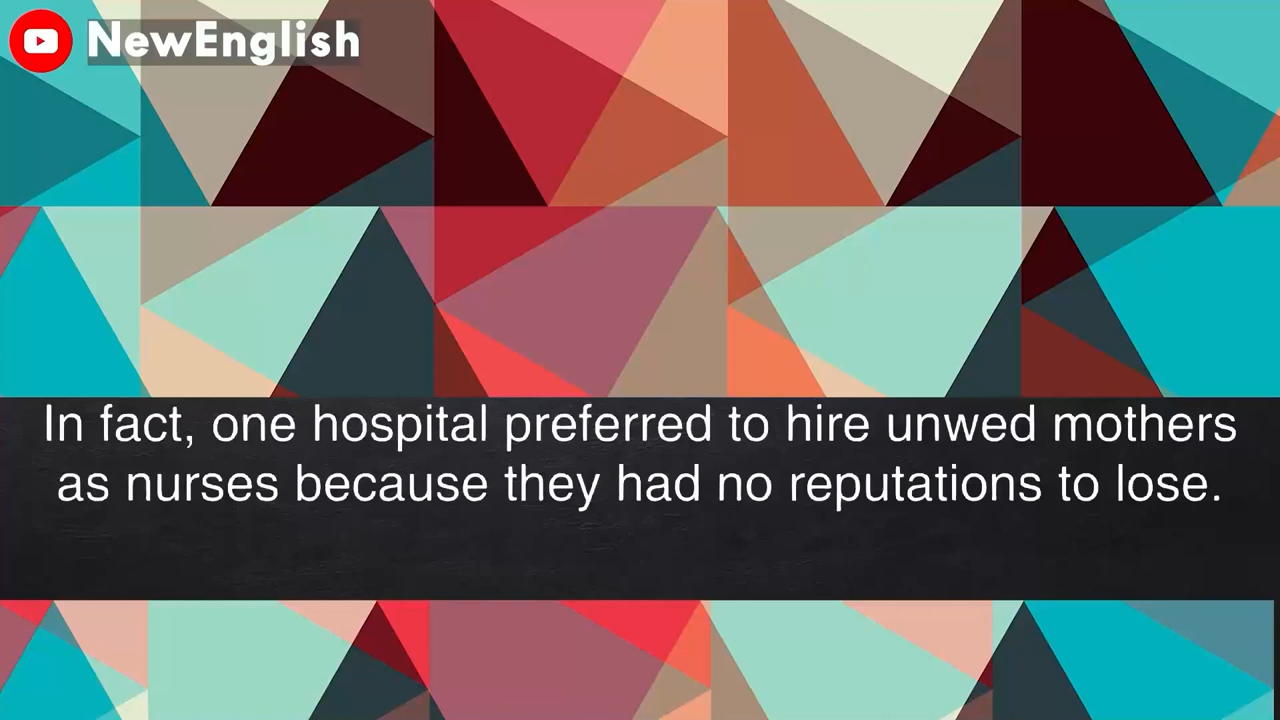 NewEnglish
In fact, one hospital preferred to hire unwed mothers
as nurses because they had no reputations to lose.